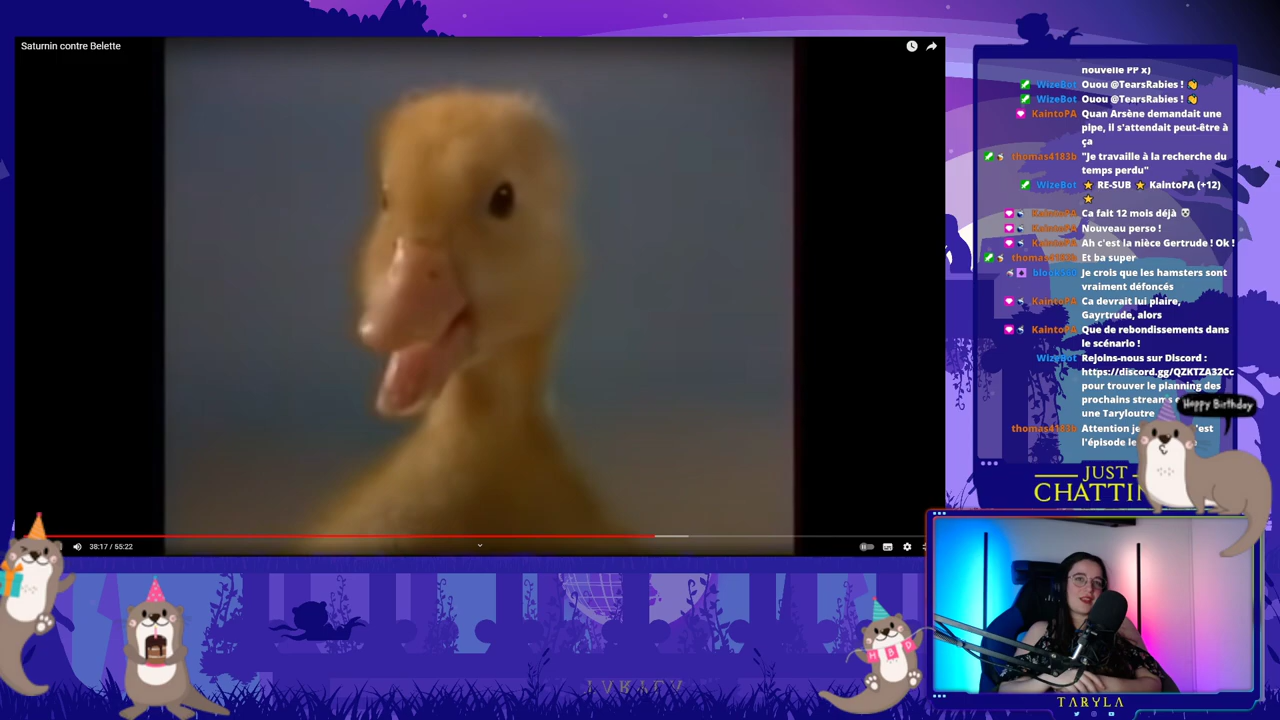 Saturnin contre Belette
38:17 / 55:22
nouvelle PP x)
WizeBot Ouou @TearsRabies ! 👏
WizeBot Ouou @TearsRabies ! 👏
KaintoPA Quan Arsène demandait une
pipe, il s'attendait peut-être à
ça
thomas4183b "Je travaille à la recherche du
temps perdu"
WizeBot ⭐ RE-SUB ⭐ KaintoPA (+12)
⭐
KaintoPA Ca fait 12 mois déjà
KaintoPA Nouveau perso !
KaintoPA Ah c'est la nièce Gertrude ! Ok !
thomas4183b Et ba super
Je crois que les hamsters sont
vraiment défoncés
KaintoPA Ca devrait lui plaire,
Gayrtrude, alors
KaintoPA Que de rebondissements dans
le scénario !
WizeBot Rejoins-nous sur Discord :
https://discord.gg/QZKTZA32Cc
pour trouver le planning des
prochains streams
une Taryloutre
thomas4183b Attention
l'épisode
Happy Birthday
JUST
CHATTIN
H B D
TARYLA